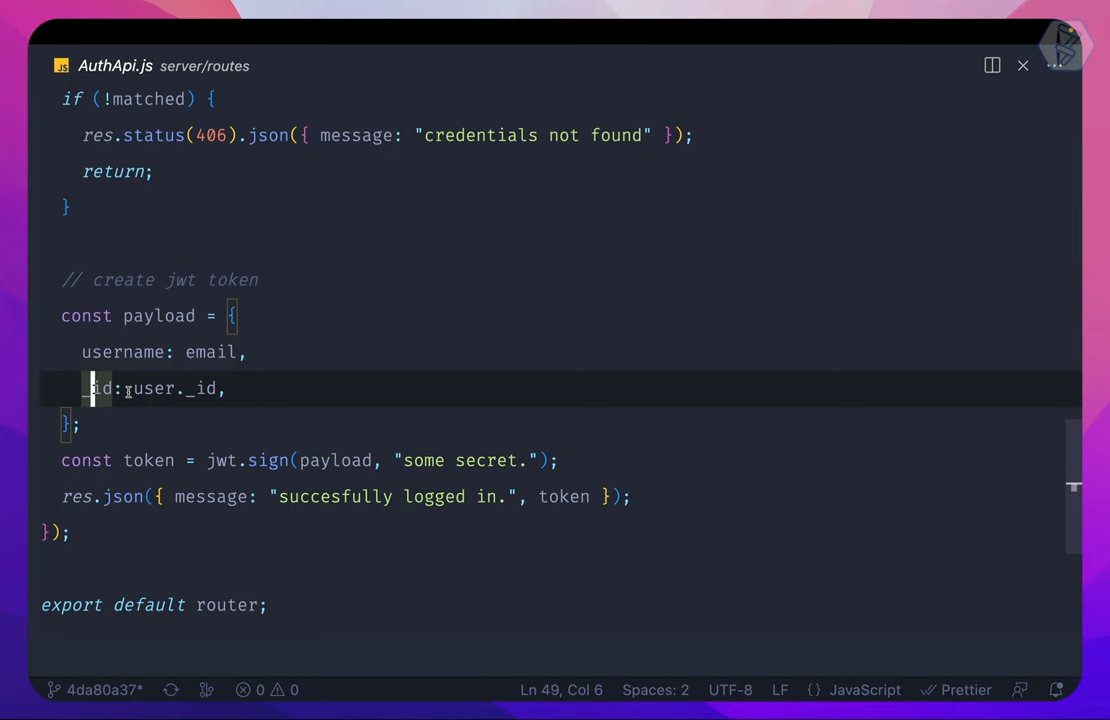 JS AuthApi.js server/routes
if (!matched) {
res.status(406).json({ message: "credentials not found" });
return;
}
// create jwt token
const payload = {
username: email,
_id: user._id,
};
const token = jwt.sign(payload, "some secret.");
res.json({ message: "succesfully logged in.", token });
});
export default router;
4da80a37* 0 0 Ln 49, Col 6 Spaces: 2 UTF-8 LF {} JavaScript Prettier